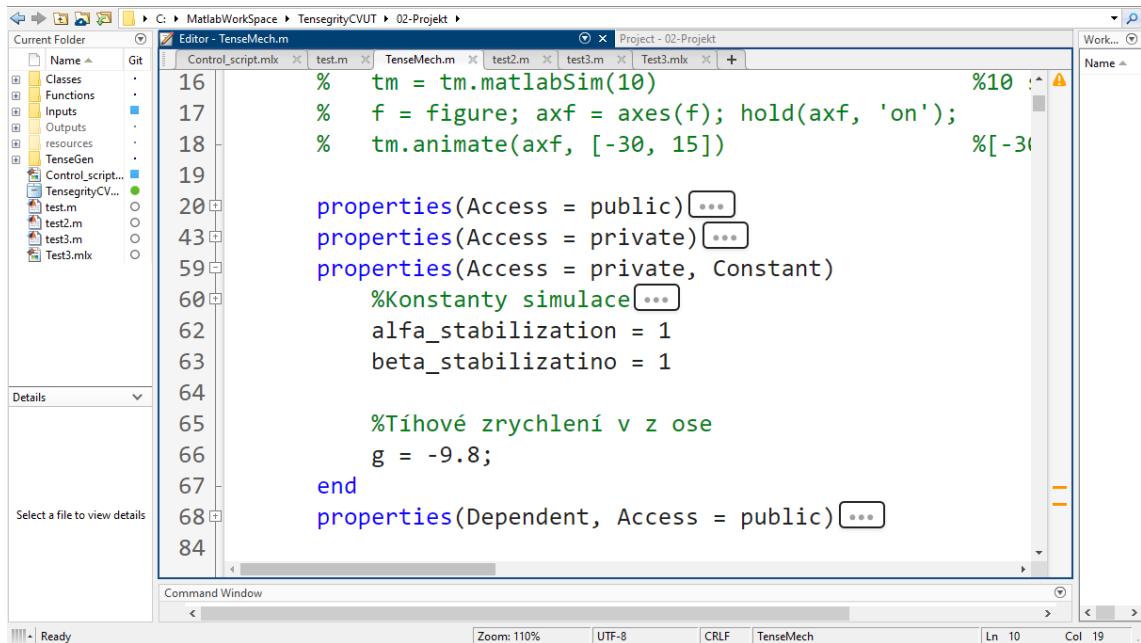 C: ▸ MatlabWorkSpace ▸ TensegrityCVUT ▸ 02-Projekt ▸
Current Folder
Name
Git
Classes
Functions
Inputs
Outputs
resources
TenseGen
Control_script...
TensegrityCV...
test.m
test2.m
test3.m
Test3.mlx
Details
Select a file to view details
Editor - TenseMech.m
Project - 02-Projekt
Control_script.mlx × test.m × TenseMech.m × test2.m × test3.m × Test3.mlx × +
16 % tm = tm.matlabSim(10) %10
17 % f = figure; axf = axes(f); hold(axf, 'on');
18 % tm.animate(axf, [-30, 15]) %[-30
19
20 properties(Access = public) ...
43 properties(Access = private) ...
59 properties(Access = private, Constant)
60 %Konstanty simulace ...
62 alfa_stabilization = 1
63 beta_stabilizatino = 1
64
65 %Tíhové zrychlení v z ose
66 g = -9.8;
67 end
68 properties(Dependent, Access = public) ...
84
Command Window
Work...
Name
Ready
Zoom: 110%
UTF-8
CRLF
TenseMech
Ln 10 Col 19